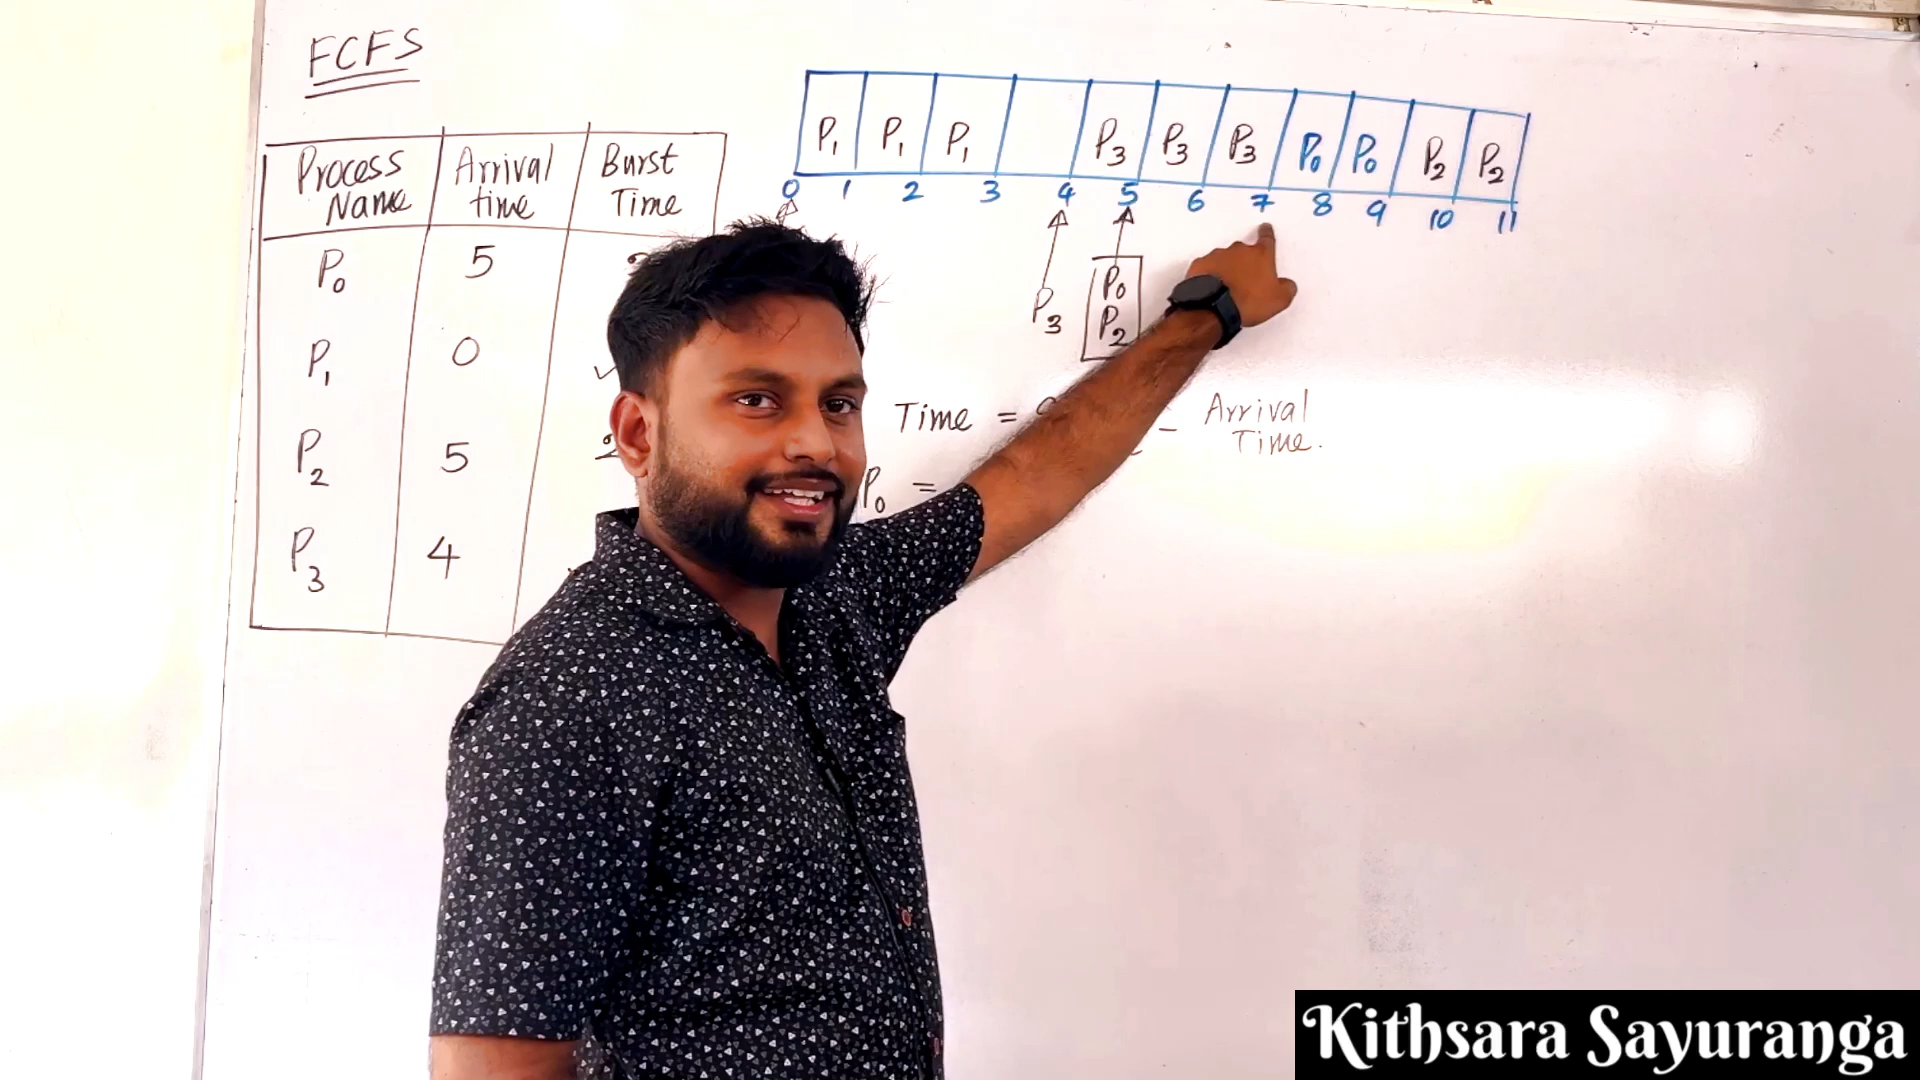 FCFS
Process Name
Arrival time
Burst Time
P0 5
P1 0
P2 5
P3 4
P1 P1 P1 P3 P3 P3 P0 P0 P2 P2
0 1 2 3 4 5 6 7 8 9 10 11
P3
P0
P2
Time = - Arrival Time.
P0 =
Kithsara Sayuranga